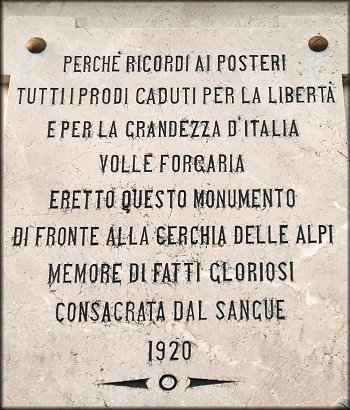 PERCHÈ RICORDI AI POSTERI
TUTTI I PRODI CADUTI PER LA LIBERTÀ
E PER LA GRANDEZZA D'ITALIA
VOLLE FORGARIA
ERETTO QUESTO MONUMENTO
DI FRONTE ALLA CERCHIA DELLE ALPI
MEMORE DI FATTI GLORIOSI
CONSACRATA DAL SANGUE
1920